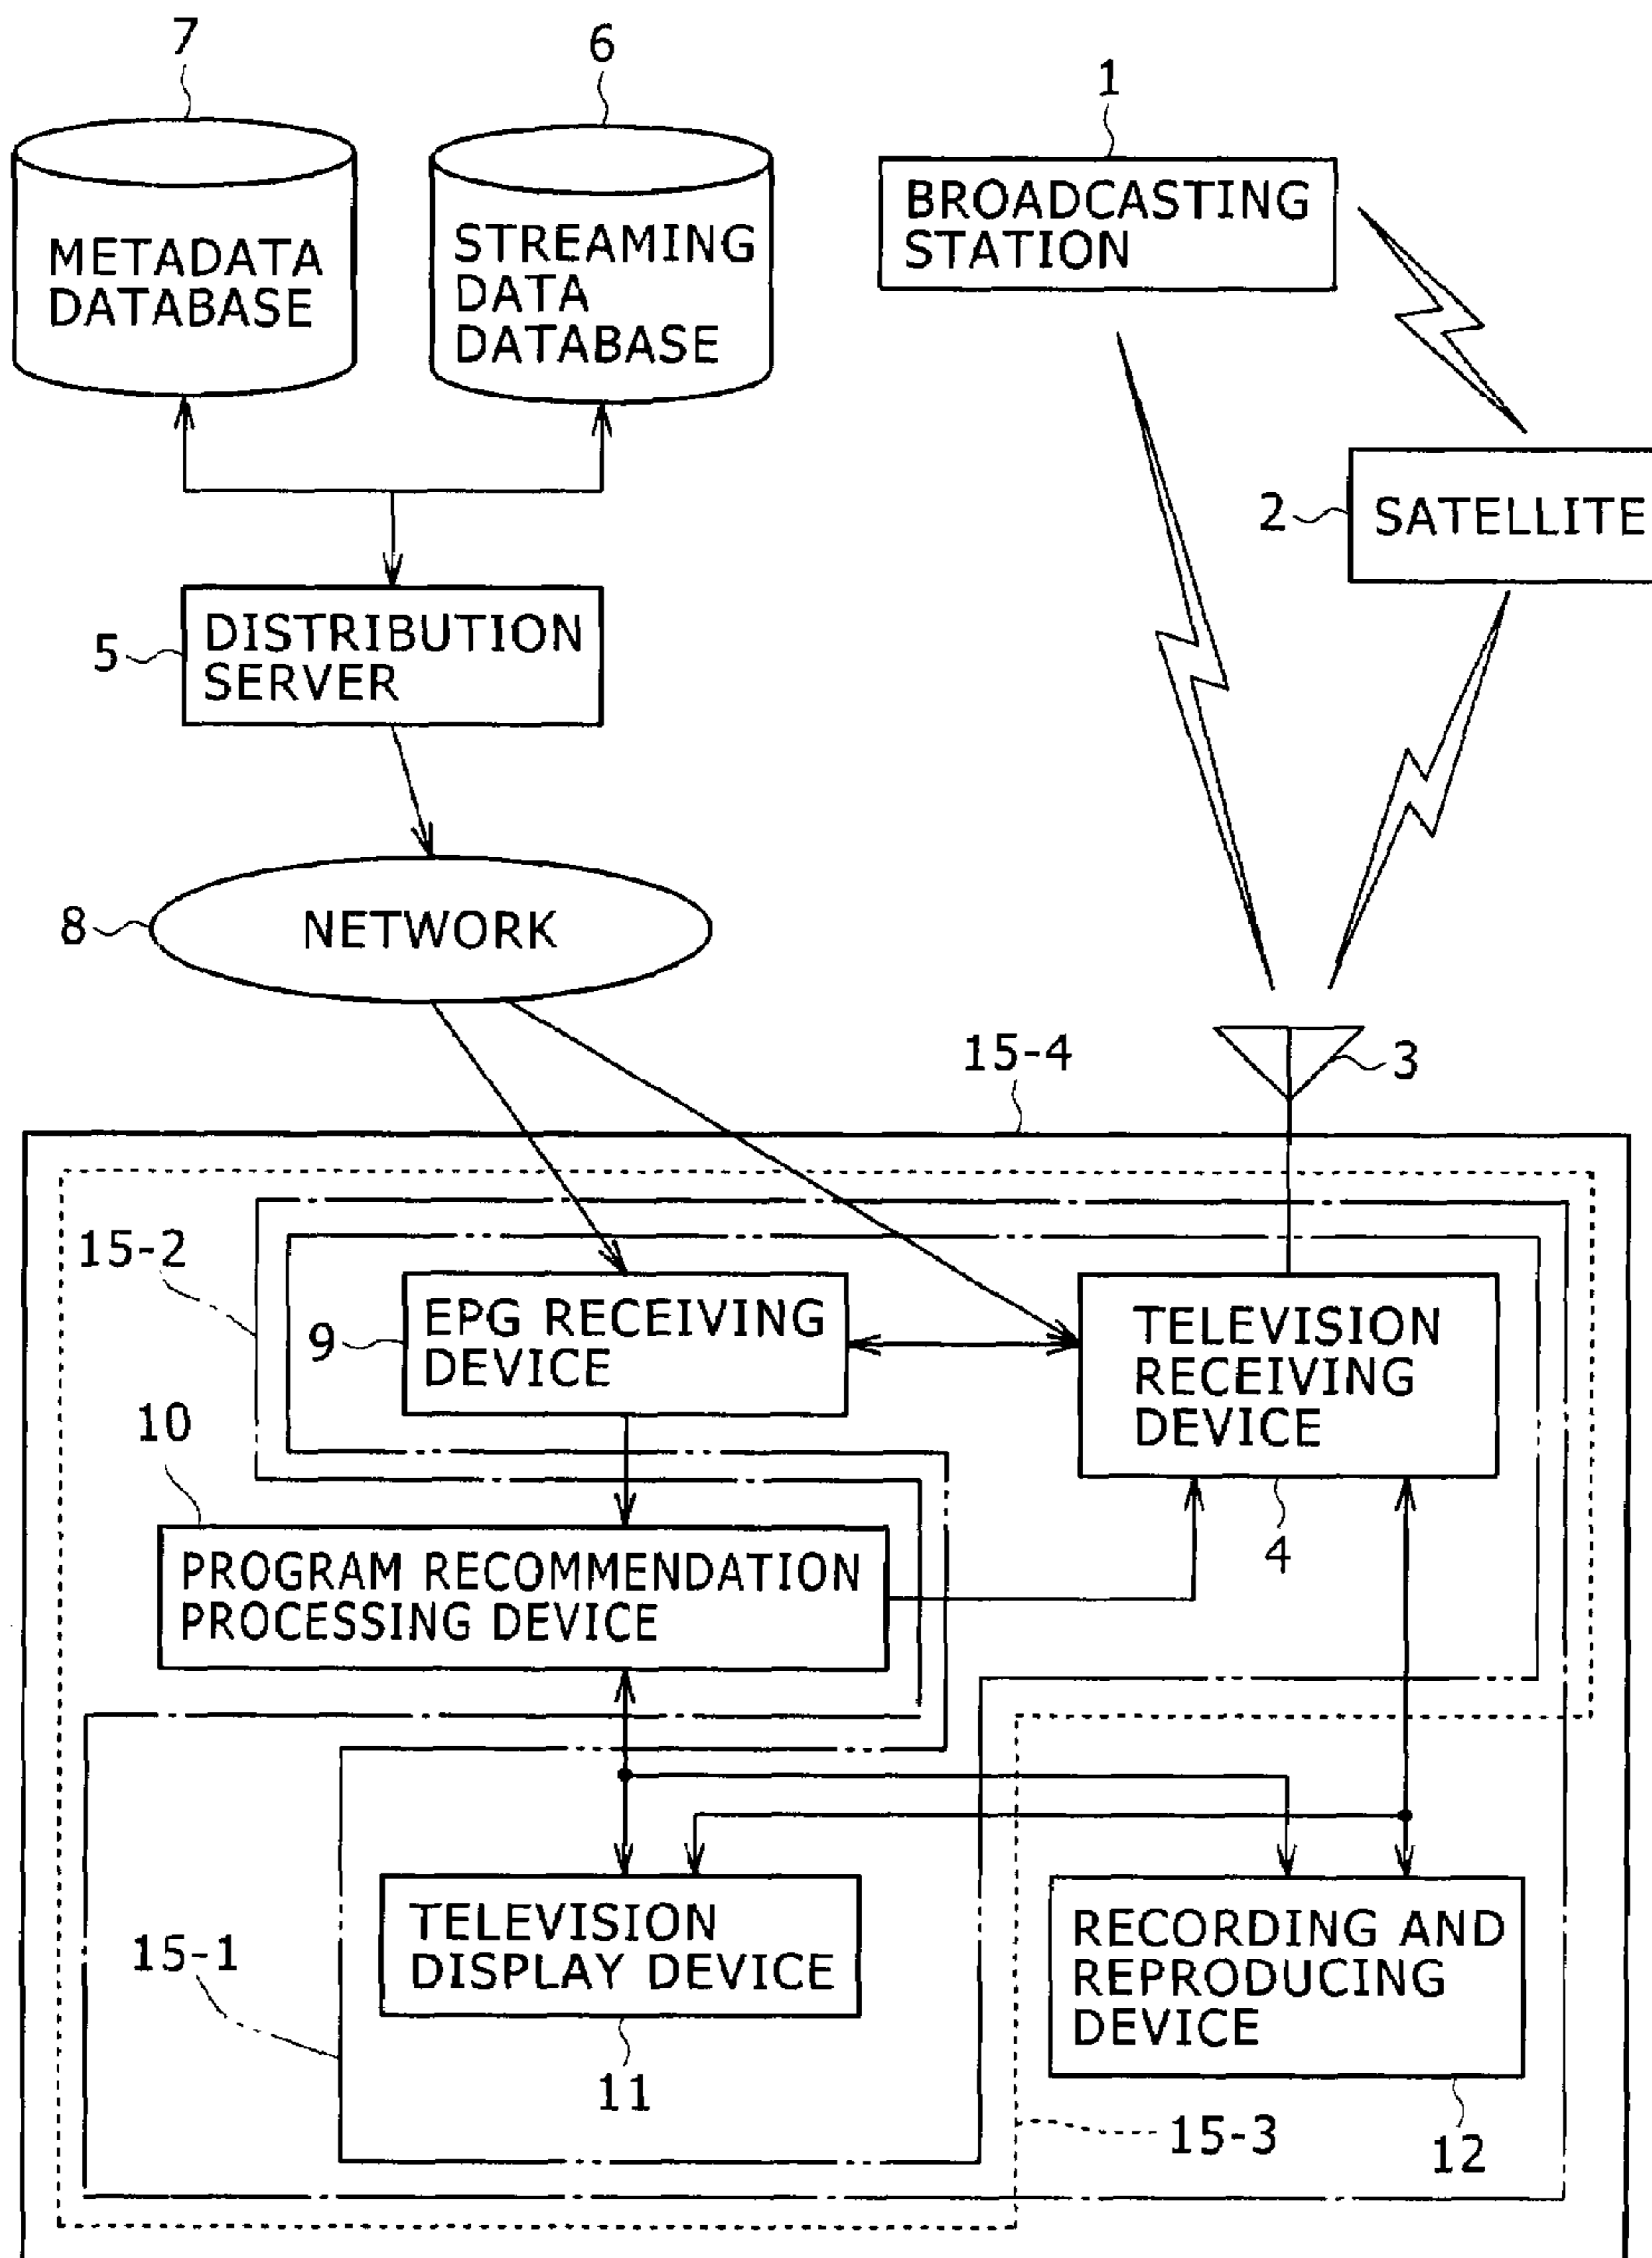 7
6
1
METADATA
DATABASE
STREAMING
DATA
DATABASE
BROADCASTING
STATION
2
SATELLITE
5
DISTRIBUTION
SERVER
8
NETWORK
15-4
3
15-2
9
EPG RECEIVING
DEVICE
TELEVISION
RECEIVING
DEVICE
10
4
PROGRAM RECOMMENDATION
PROCESSING DEVICE
15-1
TELEVISION
DISPLAY DEVICE
RECORDING AND
REPRODUCING
DEVICE
11
15-3
12